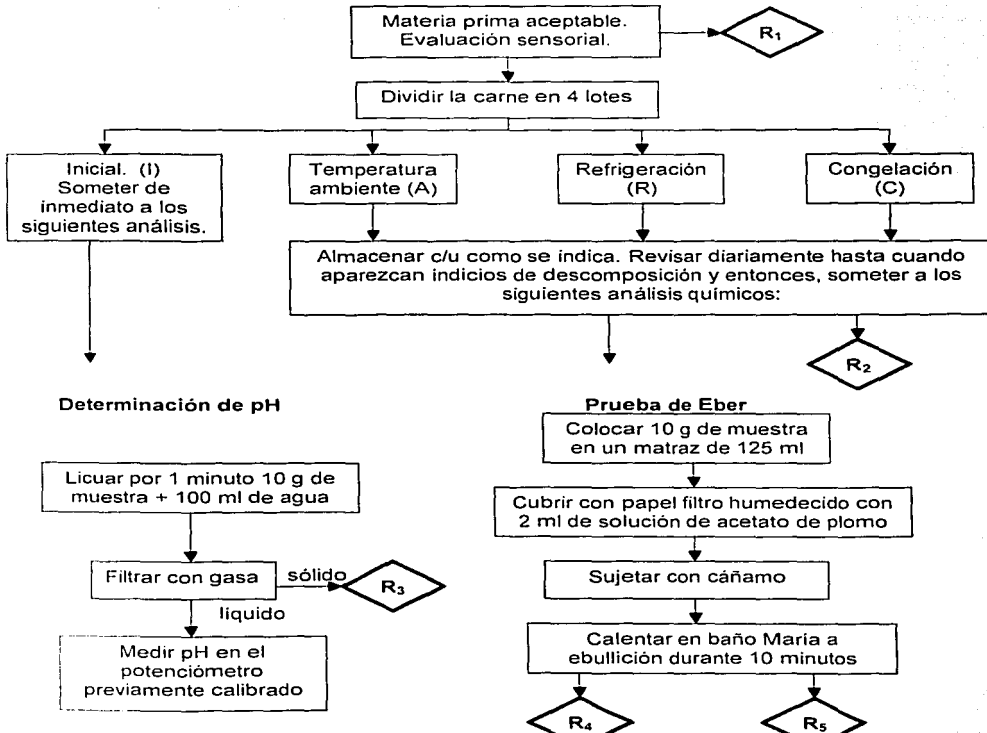 Materia prima aceptable.
Evaluación sensorial.
R₁
Dividir la carne en 4 lotes
Inicial. (I)
Someter de
inmediato a los
siguientes análisis.
Temperatura
ambiente (A)
Refrigeración
(R)
Congelación
(C)
Almacenar c/u como se indica. Revisar diariamente hasta cuando
aparezcan indicios de descomposición y entonces, someter a los
siguientes análisis químicos:
R₂
Determinación de pH
Licuar por 1 minuto 10 g de
muestra + 100 ml de agua
Filtrar con gasa
sólido
R₃
líquido
Medir pH en el
potenciómetro
previamente calibrado
Prueba de Eber
Colocar 10 g de muestra
en un matraz de 125 ml
Cubrir con papel filtro humedecido con
2 ml de solución de acetato de plomo
Sujetar con cáñamo
Calentar en baño María a
ebullición durante 10 minutos
R₄
R₅